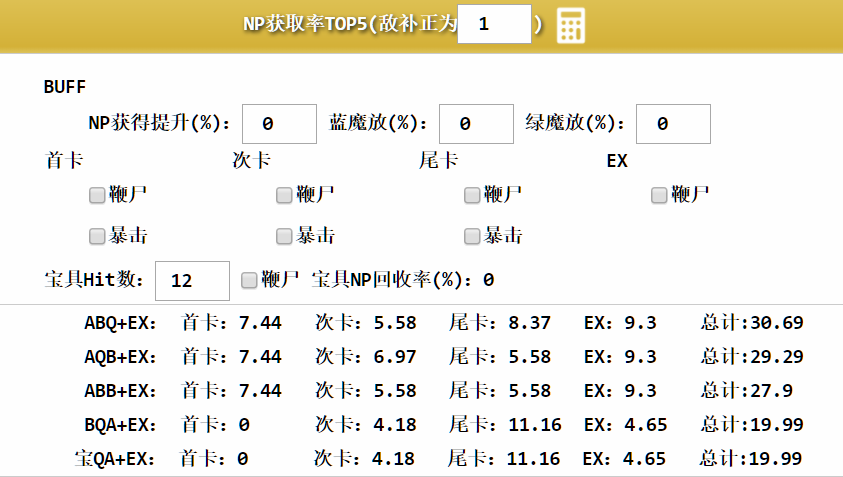 NP获取率TOP5(敌补正为 1 )
BUFF
NP获得提升(%): 0 蓝魔放(%): 0 绿魔放(%): 0
首卡 次卡 尾卡 EX
鞭尸 鞭尸 鞭尸 鞭尸
暴击 暴击 暴击
宝具Hit数: 12 鞭尸 宝具NP回收率(%):0
ABQ+EX: 首卡:7.44 次卡:5.58 尾卡:8.37 EX:9.3 总计:30.69
AQB+EX: 首卡:7.44 次卡:6.97 尾卡:5.58 EX:9.3 总计:29.29
ABB+EX: 首卡:7.44 次卡:5.58 尾卡:5.58 EX:9.3 总计:27.9
BQA+EX: 首卡:0 次卡:4.18 尾卡:11.16 EX:4.65 总计:19.99
宝QA+EX: 首卡:0 次卡:4.18 尾卡:11.16 EX:4.65 总计:19.99